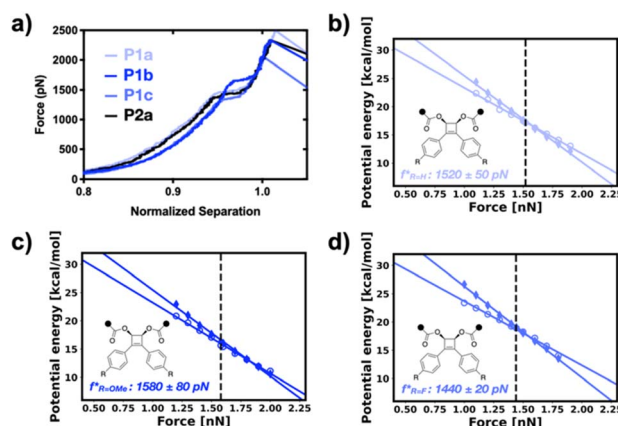 a)
2500
2000
1500
1000
500
0
Force (pN)
P1a
P1b
P1c
P2a
0.8
0.9
1.0
Normalized Separation
b)
Potential energy [kcal/mol]
30
25
20
15
O
O
O
O
R
R
f*R=H : 1520 ± 50 pN
0.50 0.75 1.00 1.25 1.50 1.75 2.00 2.25
Force [nN]
c)
Potential energy [kcal/mol]
30
25
20
15
10
O
O
O
O
R
R
f*R=OMe : 1580 ± 80 pN
0.50 0.75 1.00 1.25 1.50 1.75 2.00 2.25
Force [nN]
d)
Potential energy [kcal/mol]
30
25
20
15
10
O
O
O
O
R
R
f*R=F : 1440 ± 20 pN
0.50 0.75 1.00 1.25 1.50 1.75 2.00 2.25
Force [nN]